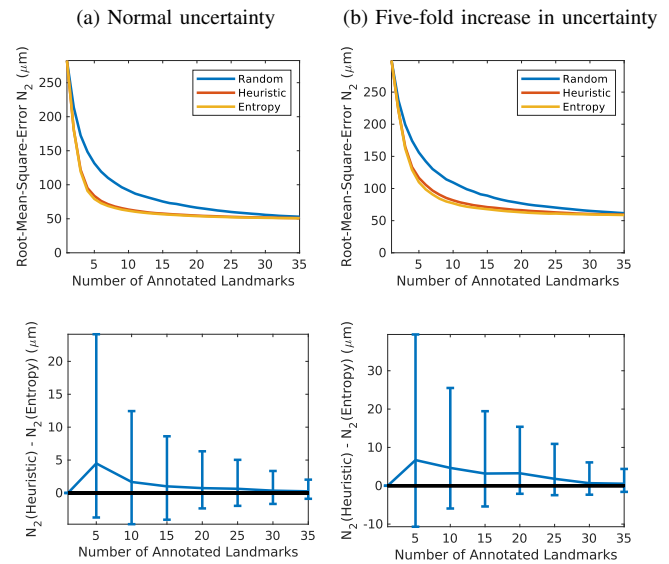 (a) Normal uncertainty
(b) Five-fold increase in uncertainty
Root-Mean-Square-Error N2 (μm)
250
200
150
100
50
0
5 10 15 20 25 30 35
Number of Annotated Landmarks
Random
Heuristic
Entropy
Root-Mean-Square-Error N2 (μm)
250
200
150
100
50
0
5 10 15 20 25 30 35
Number of Annotated Landmarks
Random
Heuristic
Entropy
N2(Heuristic) - N2(Entropy) (μm)
20
15
10
5
0
5 10 15 20 25 30 35
Number of Annotated Landmarks
N2(Heuristic) - N2(Entropy) (μm)
30
20
10
0
-10
5 10 15 20 25 30 35
Number of Annotated Landmarks